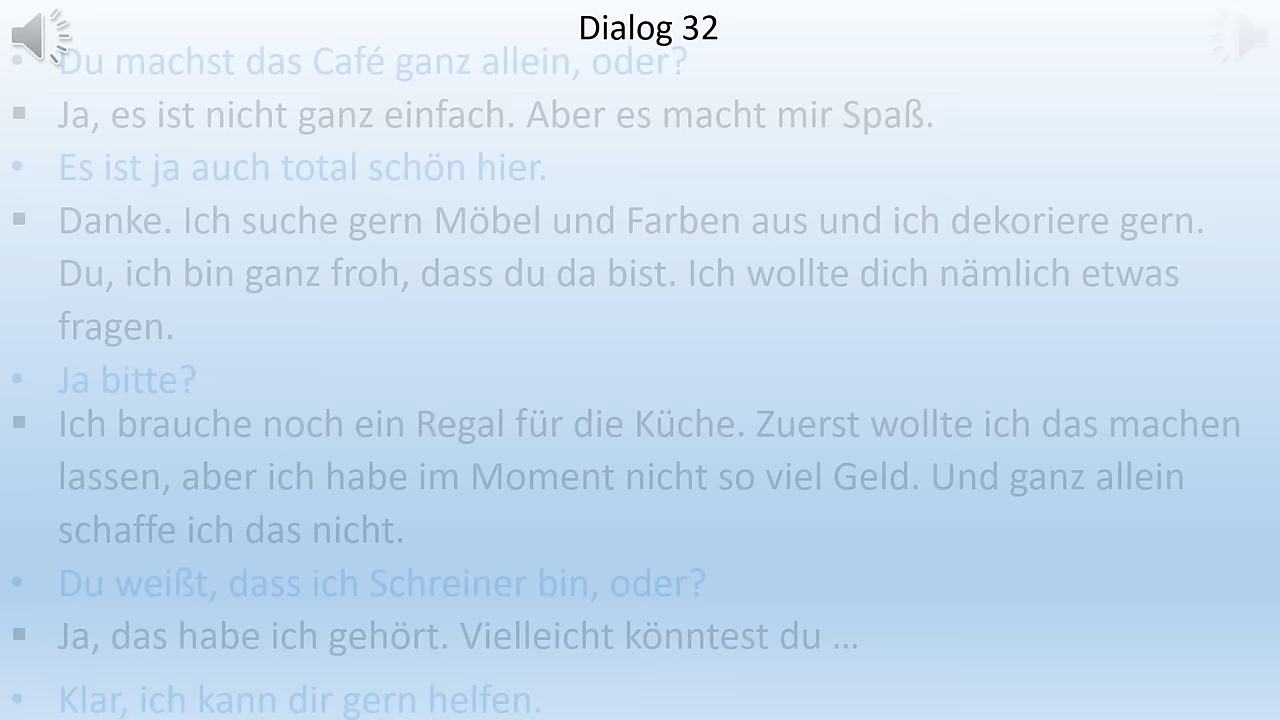 Dialog 32
• Du machst das Café ganz allein, oder?
▪ Ja, es ist nicht ganz einfach. Aber es macht mir Spaß.
• Es ist ja auch total schön hier.
▪ Danke. Ich suche gern Möbel und Farben aus und ich dekoriere gern.
Du, ich bin ganz froh, dass du da bist. Ich wollte dich nämlich etwas
fragen.
• Ja bitte?
▪ Ich brauche noch ein Regal für die Küche. Zuerst wollte ich das machen
lassen, aber ich habe im Moment nicht so viel Geld. Und ganz allein
schaffe ich das nicht.
• Du weißt, dass ich Schreiner bin, oder?
▪ Ja, das habe ich gehört. Vielleicht könntest du …
• Klar, ich kann dir gern helfen.